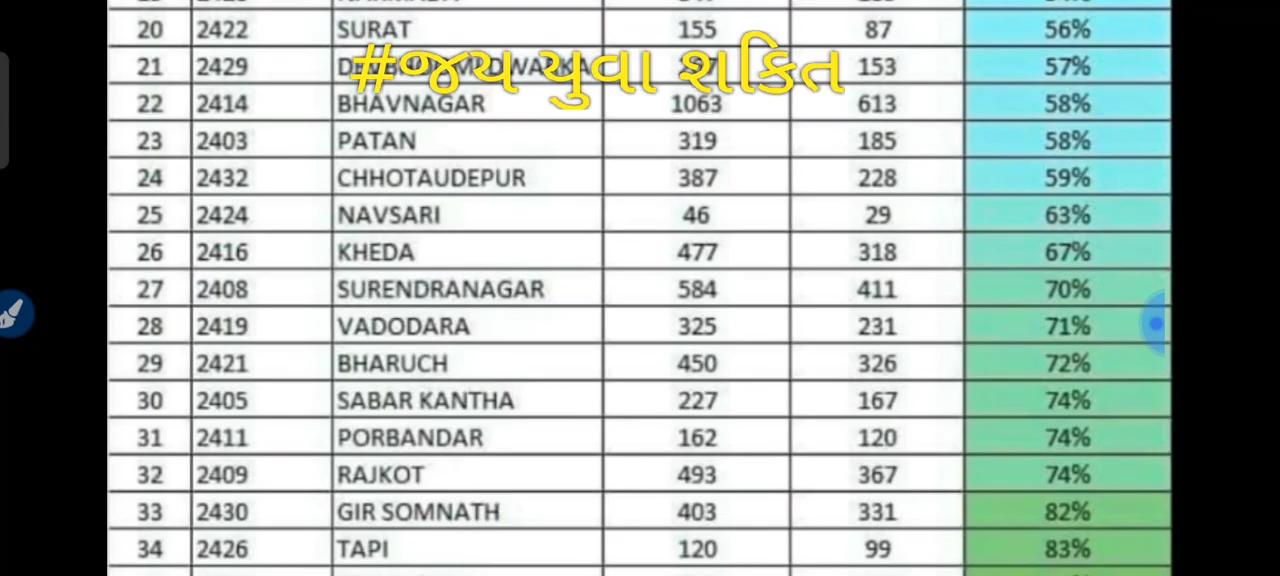 20 2422 SURAT 155 87 56%
#જય યુવા શક્તિ
21 2429 153 57%
22 2414 BHAVNAGAR 1063 613 58%
23 2403 PATAN 319 185 58%
24 2432 CHHOTAUDEPUR 387 228 59%
25 2424 NAVSARI 46 29 63%
26 2416 KHEDA 477 318 67%
27 2408 SURENDRANAGAR 584 411 70%
28 2419 VADODARA 325 231 71%
29 2421 BHARUCH 450 326 72%
30 2405 SABAR KANTHA 227 167 74%
31 2411 PORBANDAR 162 120 74%
32 2409 RAJKOT 493 367 74%
33 2430 GIR SOMNATH 403 331 82%
34 2426 TAPI 120 99 83%